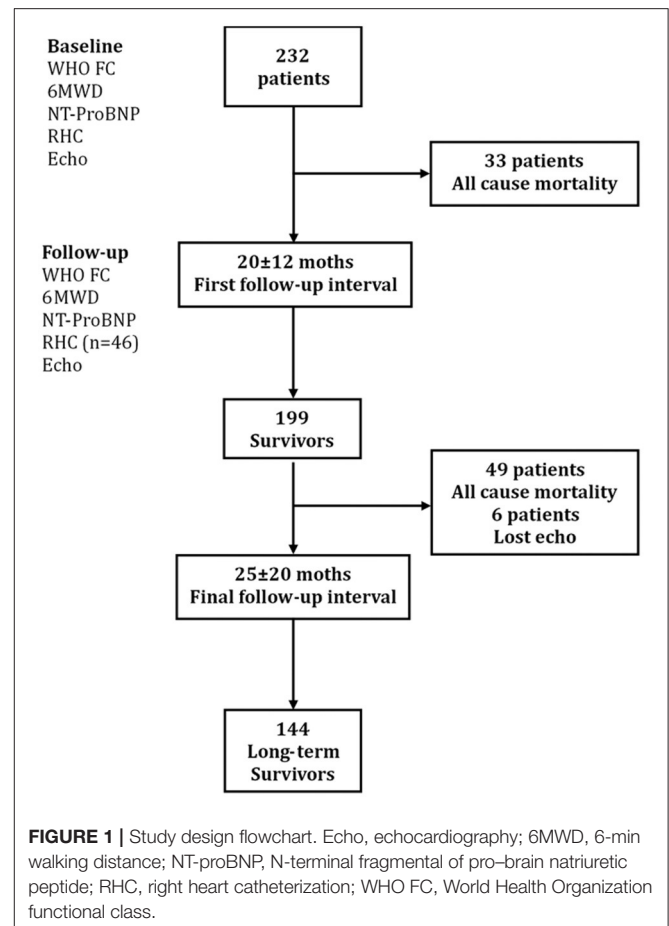 Baseline
WHO FC
6MWD
NT-ProBNP
RHC
Echo
232
patients
33 patients
All cause mortality
Follow-up
WHO FC
6MWD
NT-ProBNP
RHC (n=46)
Echo
20±12 moths
First follow-up interval
199
Survivors
49 patients
All cause mortality
6 patients
Lost echo
25±20 moths
Final follow-up interval
144
Long-term
Survivors
FIGURE 1 | Study design flowchart. Echo, echocardiography; 6MWD, 6-min
walking distance; NT-proBNP, N-terminal fragmental of pro–brain natriuretic
peptide; RHC, right heart catheterization; WHO FC, World Health Organization
functional class.